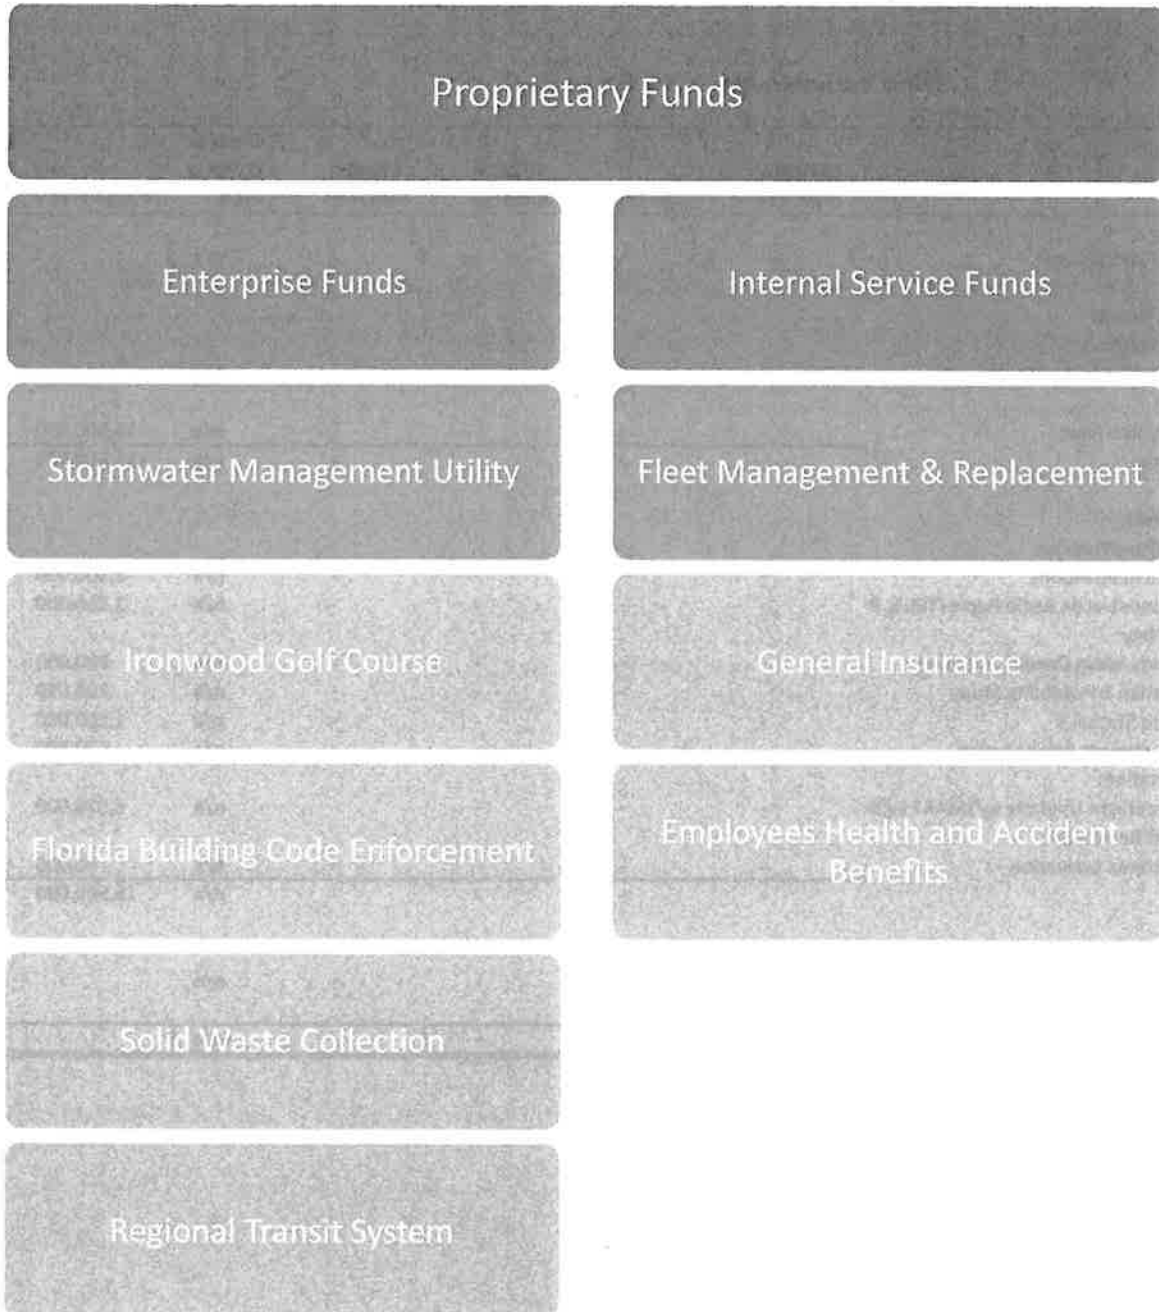 Proprietary Funds
Enterprise Funds
Internal Service Funds
Stormwater Management Utility
Fleet Management & Replacement
Ironwood Golf Course
General Insurance
Florida Building Code Enforcement
Employees Health and Accident
Benefits
Solid Waste Collection
Regional Transit System